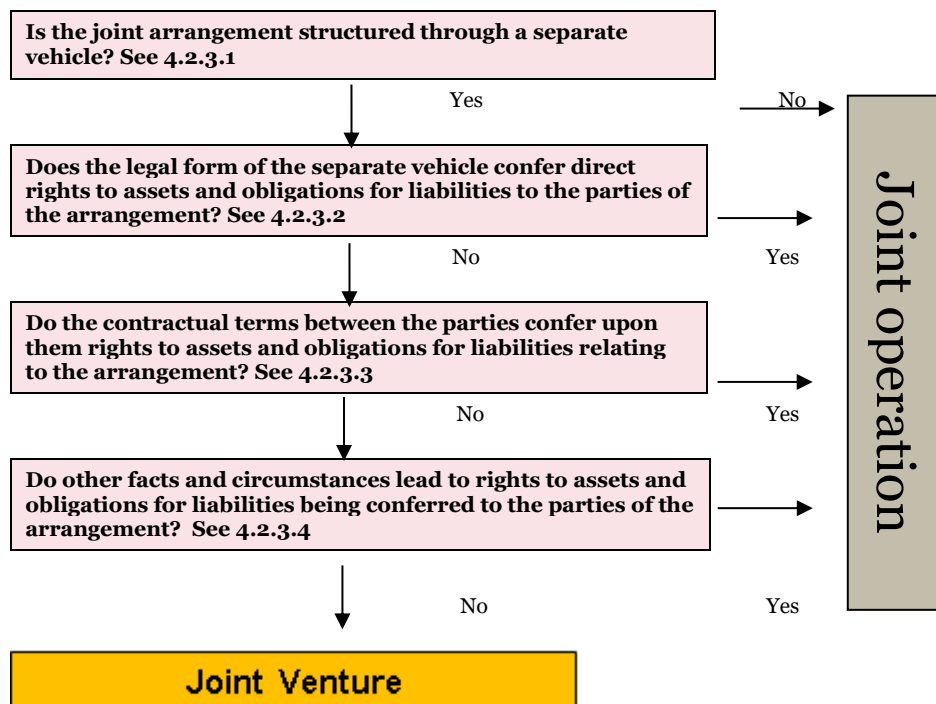 Is the joint arrangement structured through a separate
vehicle? See 4.2.3.1
Yes
No
Does the legal form of the separate vehicle confer direct
rights to assets and obligations for liabilities to the parties of
the arrangement? See 4.2.3.2
No
Yes
Do the contractual terms between the parties confer upon
them rights to assets and obligations for liabilities relating
to the arrangement? See 4.2.3.3
No
Yes
Do other facts and circumstances lead to rights to assets and
obligations for liabilities being conferred to the parties of the
arrangement? See 4.2.3.4
No
Yes
Joint operation
Joint Venture